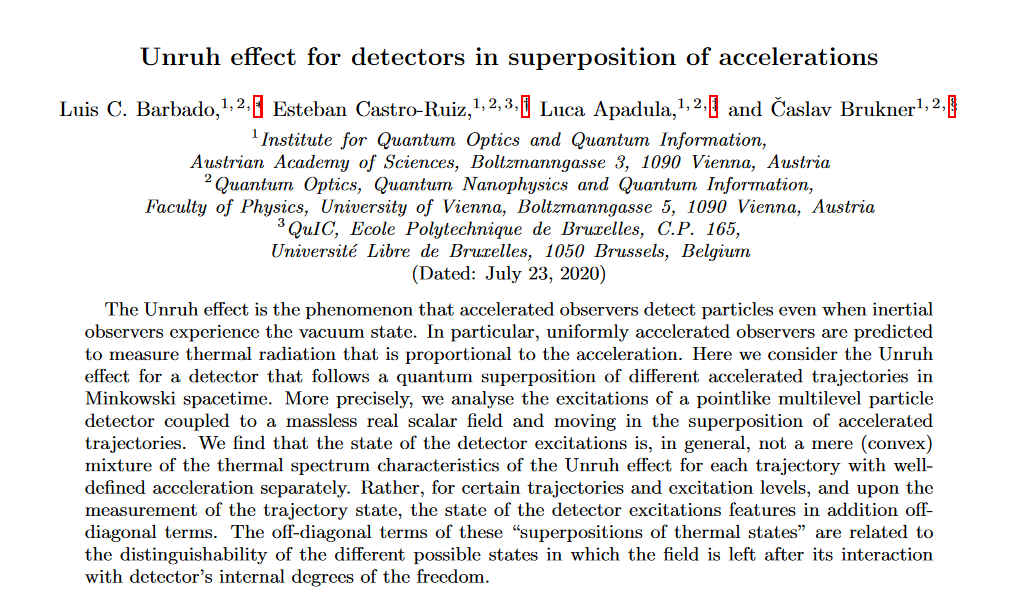 Unruh effect for detectors in superposition of accelerations
Luis C. Barbado,1, 2, * Esteban Castro-Ruiz,1, 2, 3, † Luca Apadula,1, 2, ‡ and Časlav Brukner1, 2, §
1Institute for Quantum Optics and Quantum Information,
Austrian Academy of Sciences, Boltzmanngasse 3, 1090 Vienna, Austria
2Quantum Optics, Quantum Nanophysics and Quantum Information,
Faculty of Physics, University of Vienna, Boltzmanngasse 5, 1090 Vienna, Austria
3QuIC, Ecole Polytechnique de Bruxelles, C.P. 165,
Université Libre de Bruxelles, 1050 Brussels, Belgium
(Dated: July 23, 2020)
The Unruh effect is the phenomenon that accelerated observers detect particles even when inertial
observers experience the vacuum state. In particular, uniformly accelerated observers are predicted
to measure thermal radiation that is proportional to the acceleration. Here we consider the Unruh
effect for a detector that follows a quantum superposition of different accelerated trajectories in
Minkowski spacetime. More precisely, we analyse the excitations of a pointlike multilevel particle
detector coupled to a massless real scalar field and moving in the superposition of accelerated
trajectories. We find that the state of the detector excitations is, in general, not a mere (convex)
mixture of the thermal spectrum characteristics of the Unruh effect for each trajectory with well-
defined acceleration separately. Rather, for certain trajectories and excitation levels, and upon the
measurement of the trajectory state, the state of the detector excitations features in addition off-
diagonal terms. The off-diagonal terms of these “superpositions of thermal states” are related to
the distinguishability of the different possible states in which the field is left after its interaction
with detector’s internal degrees of the freedom.